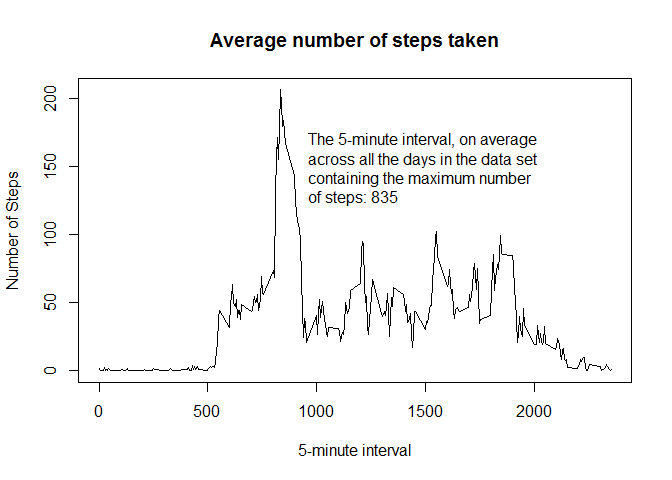 Average number of steps taken
Number of Steps
200
150
100
50
0
The 5-minute interval, on average
across all the days in the data set
containing the maximum number
of steps: 835
0 500 1000 1500 2000
5-minute interval